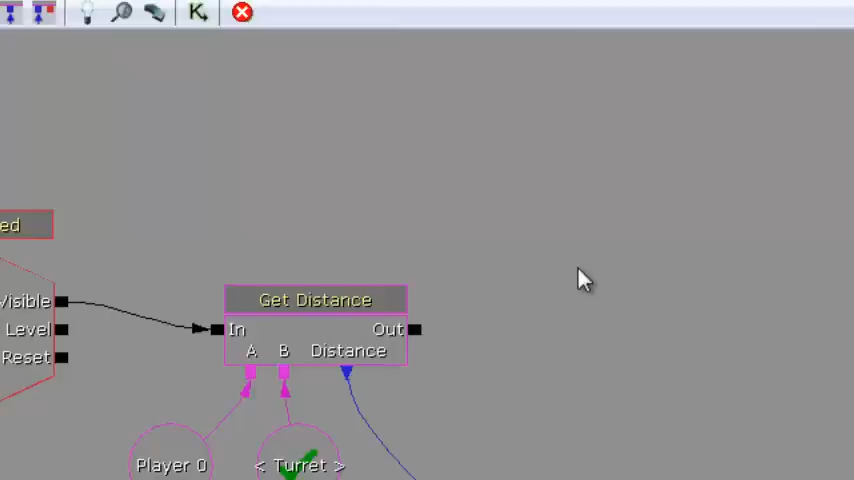 K
ed
Get Distance
Visible
Level
Reset
In
Out
A
B
Distance
Player 0
< Turret >